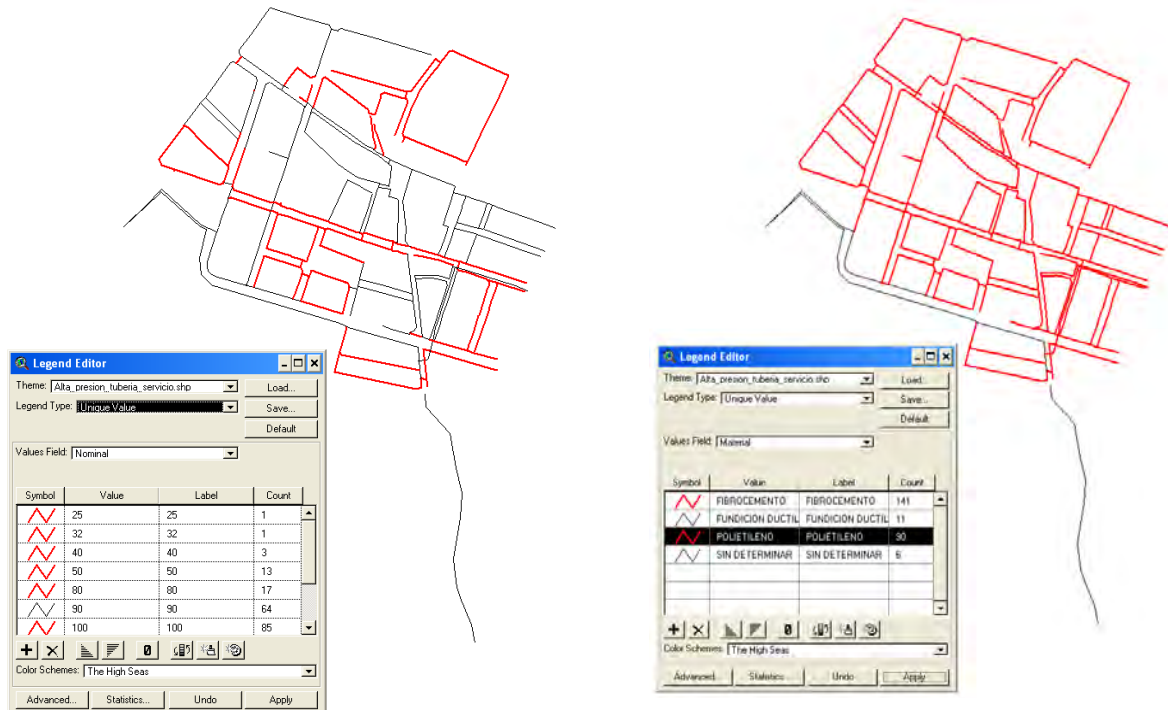 Legend Editor
Theme: Alta_presion_tuberia_servicio.shp Load...
Legend Type: Unique Value Save...
Default
Values Field: Nominal
Symbol Value Label Count
25 25 1
32 32 1
40 40 3
50 50 13
80 80 17
90 90 64
100 100 85
Color Schemes: The High Seas
Advanced... Statistics... Undo Apply
Legend Editor
Theme: Alta_presion_tuberia_servicio.shp Load...
Legend Type: Unique Value Save...
Default
Values Field: Material
Symbol Value Label Count
FIBROCEMENTO FIBROCEMENTO 141
FUNDICION DUCTIL FUNDICION DUCTIL 11
POLIETILENO POLIETILENO 90
SIN DETERMINAR SIN DETERMINAR 6
Color Schemes: The High Seas
Advanced... Statistics... Undo Apply